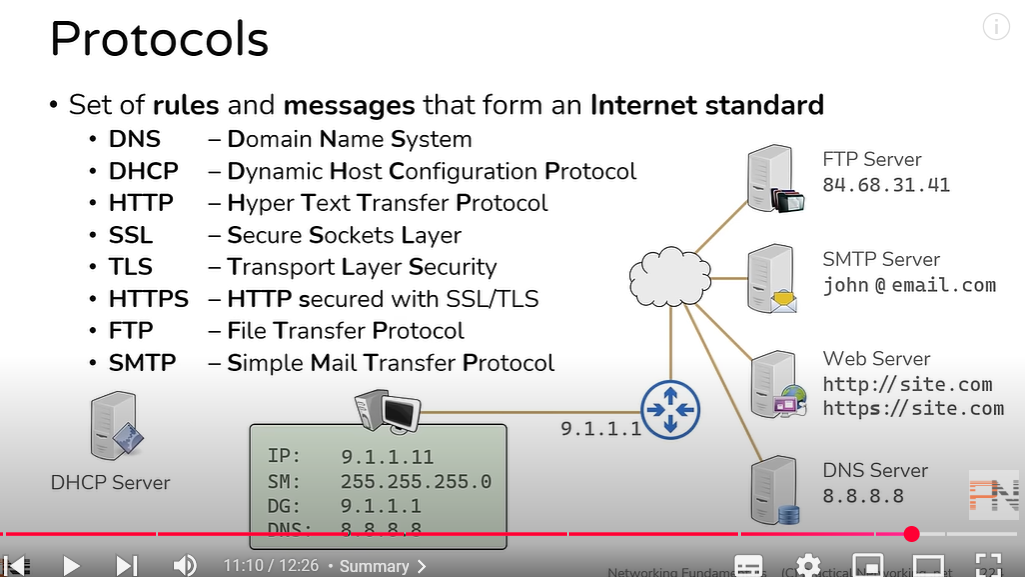 Protocols
• Set of rules and messages that form an Internet standard
• DNS – Domain Name System
• DHCP – Dynamic Host Configuration Protocol
• HTTP – Hyper Text Transfer Protocol
• SSL – Secure Sockets Layer
• TLS – Transport Layer Security
• HTTPS – HTTP secured with SSL/TLS
• FTP – File Transfer Protocol
• SMTP – Simple Mail Transfer Protocol
FTP Server
84.68.31.41
SMTP Server
john@email.com
Web Server
http://site.com
https://site.com
DNS Server
8.8.8.8
9.1.1.1
DHCP Server
IP: 9.1.1.11
SM: 255.255.255.0
DG: 9.1.1.1
DNS: 8.8.8.8
PN
11:10 / 12:26 • Summary
Networking Fundame